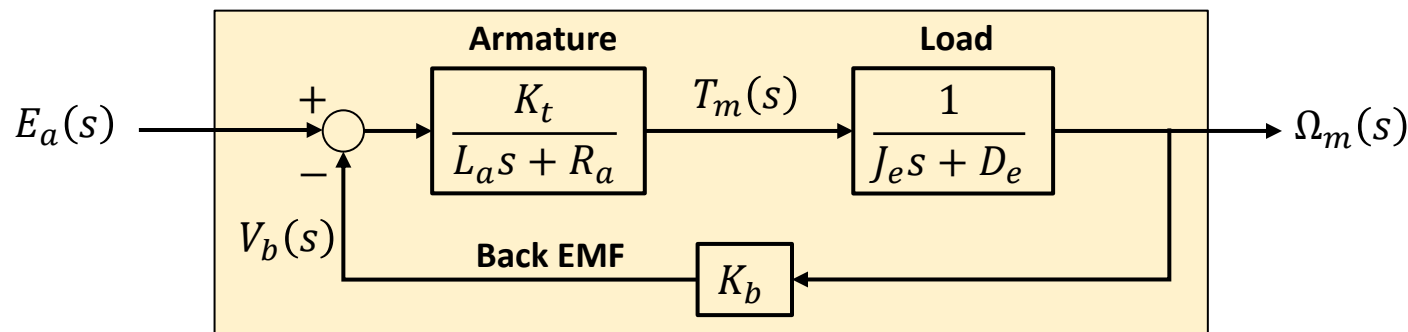 Armature
Load
E_a(s)
+
−
K_t
L_a s + R_a
T_m(s)
1
J_e s + D_e
Ω_m(s)
V_b(s)
Back EMF
K_b